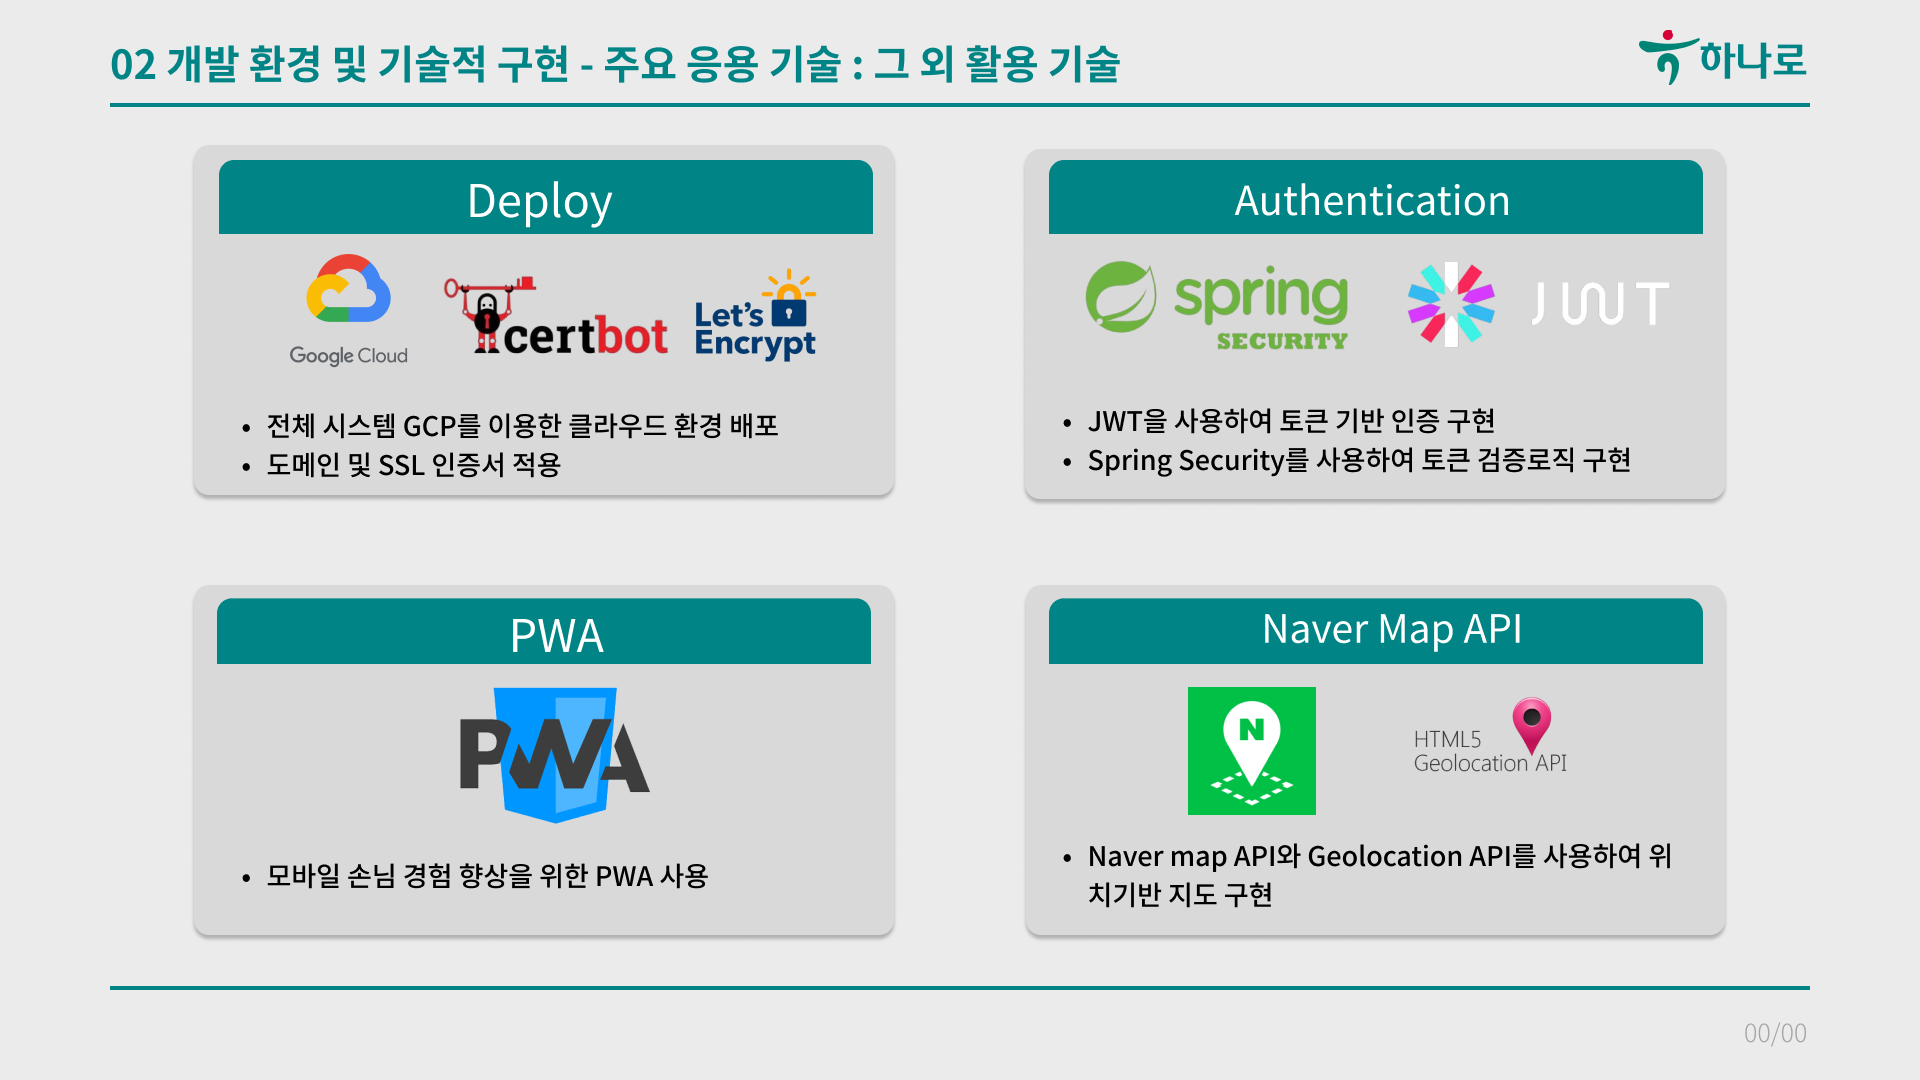 02 개발 환경 및 기술적 구현 - 주요 응용 기술 : 그 외 활용 기술
하나로
Deploy
Google Cloud
certbot
Let's
Encrypt
• 전체 시스템 GCP를 이용한 클라우드 환경 배포
• 도메인 및 SSL 인증서 적용
Authentication
spring
SECURITY
JWT
• JWT을 사용하여 토큰 기반 인증 구현
• Spring Security를 사용하여 토큰 검증로직 구현
PWA
PWA
• 모바일 손님 경험 향상을 위한 PWA 사용
Naver Map API
N
HTML5
Geolocation API
• Naver map API와 Geolocation API를 사용하여 위
치기반 지도 구현
00/00